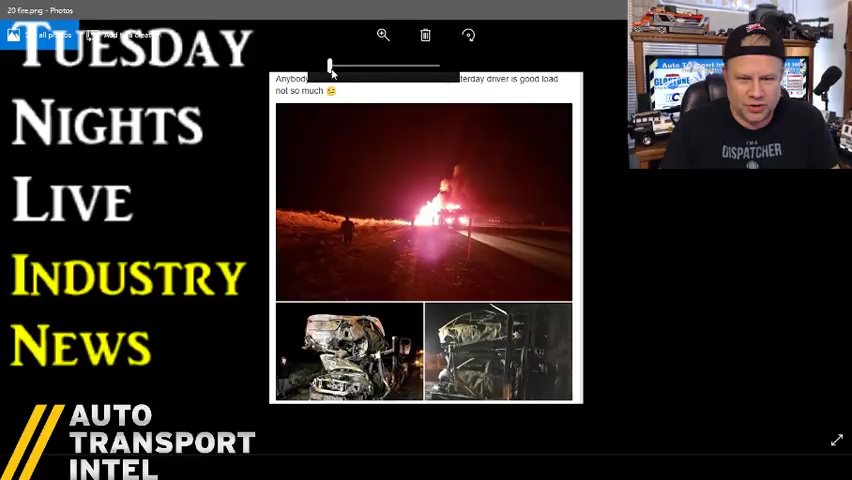 20 fire.png - Photos
TUESDAY
NIGHTS
LIVE
INDUSTRY
NEWS
AUTO
TRANSPORT
INTEL
Anybody terday driver is good load
not so much
I'M A
DISPATCHER